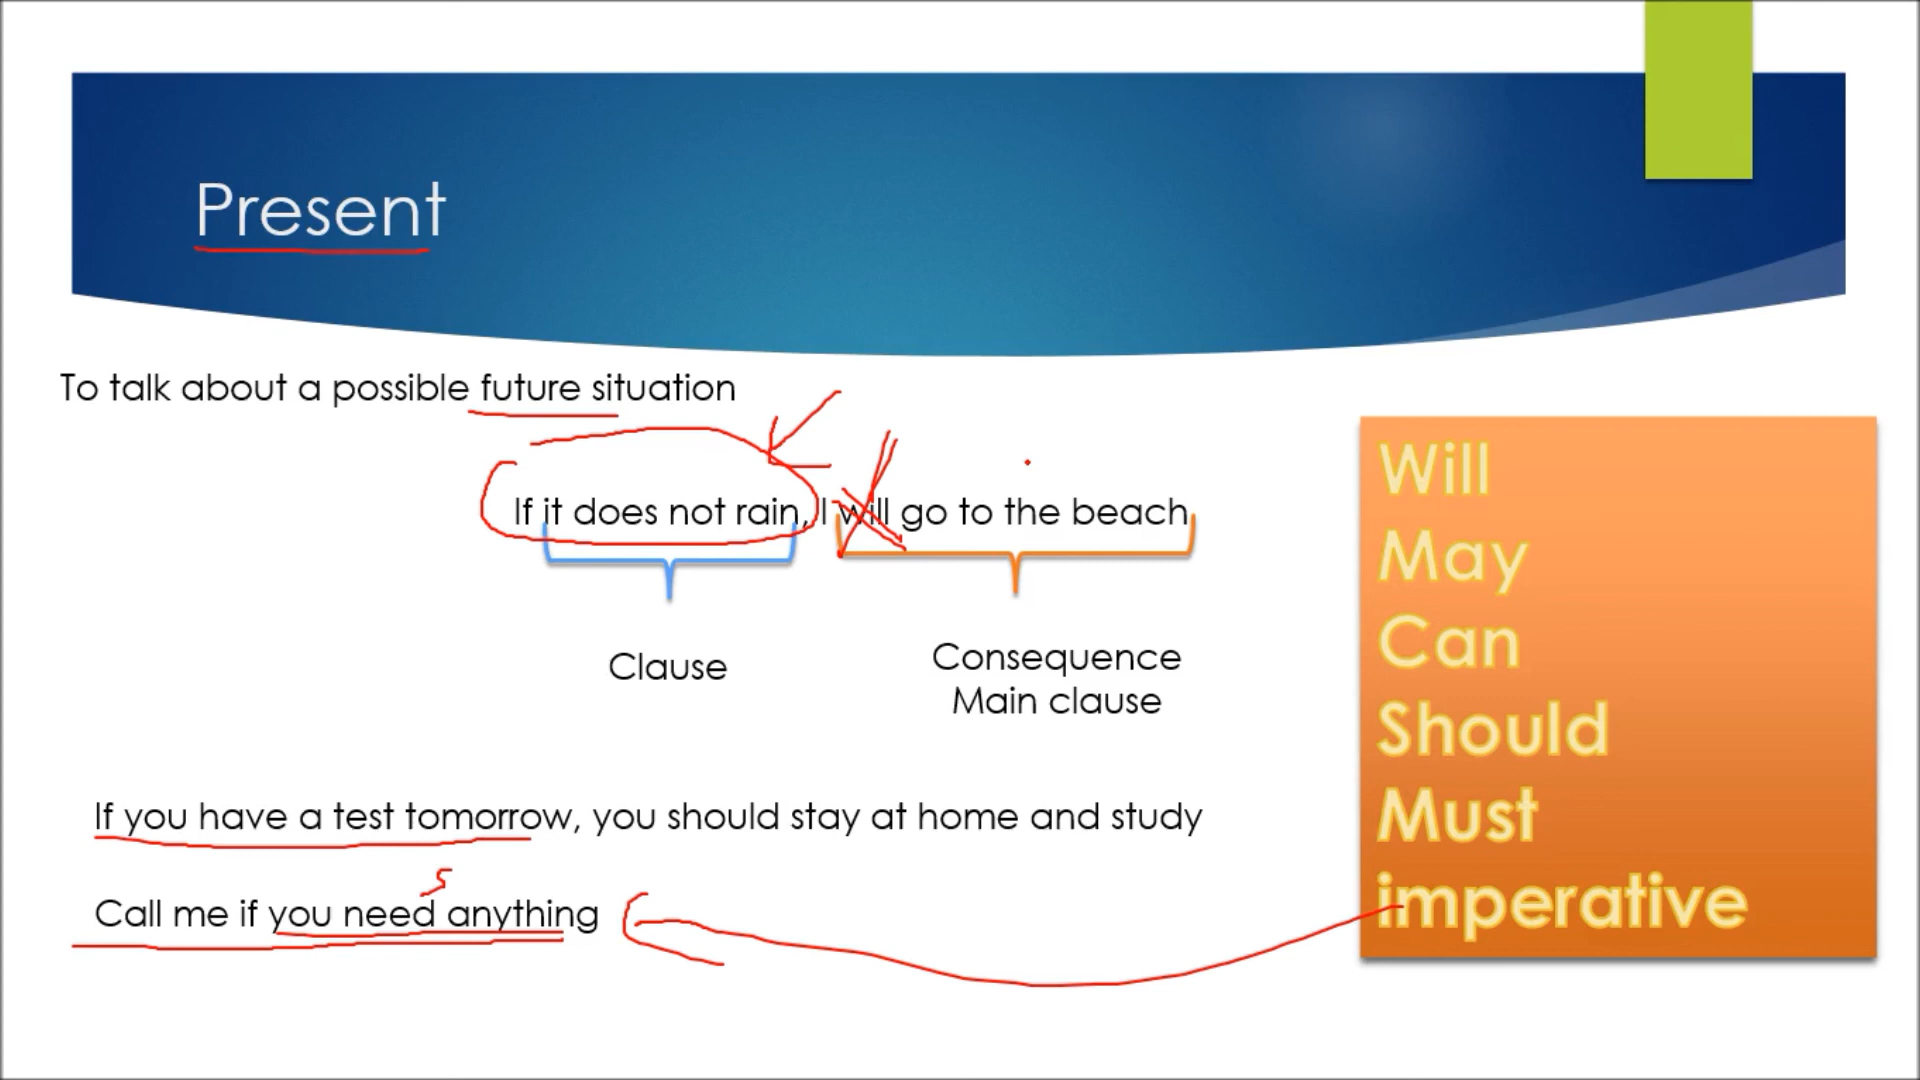 Present
To talk about a possible future situation
If it does not rain, I will go to the beach
Clause
Consequence
Main clause
If you have a test tomorrow, you should stay at home and study
s
Call me if you need anything
Will
May
Can
Should
Must
imperative